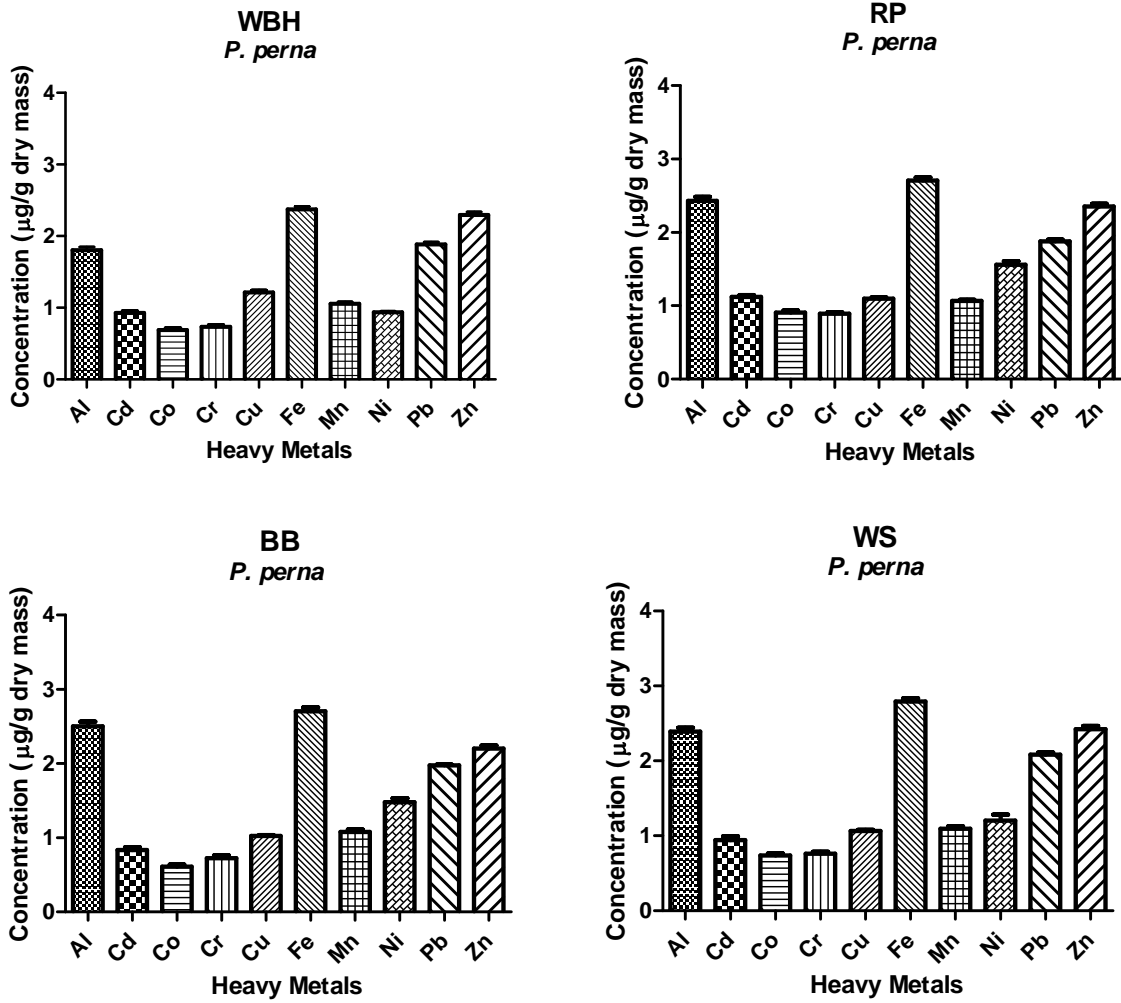 WBH
P. perna
Concentration (μg/g dry mass)
4
3
2
1
0
Al
Cd
Co
Cr
Cu
Fe
Mn
Ni
Pb
Zn
Heavy Metals
RP
P. perna
Concentration (μg/g dry mass)
4
3
2
1
0
Al
Cd
Co
Cr
Cu
Fe
Mn
Ni
Pb
Zn
Heavy Metals
BB
P. perna
Concentration (μg/g dry mass)
4
3
2
1
0
Al
Cd
Co
Cr
Cu
Fe
Mn
Ni
Pb
Zn
Heavy Metals
WS
P. perna
Concentration (μg/g dry mass)
4
3
2
1
0
Al
Cd
Co
Cr
Cu
Fe
Mn
Ni
Pb
Zn
Heavy Metals